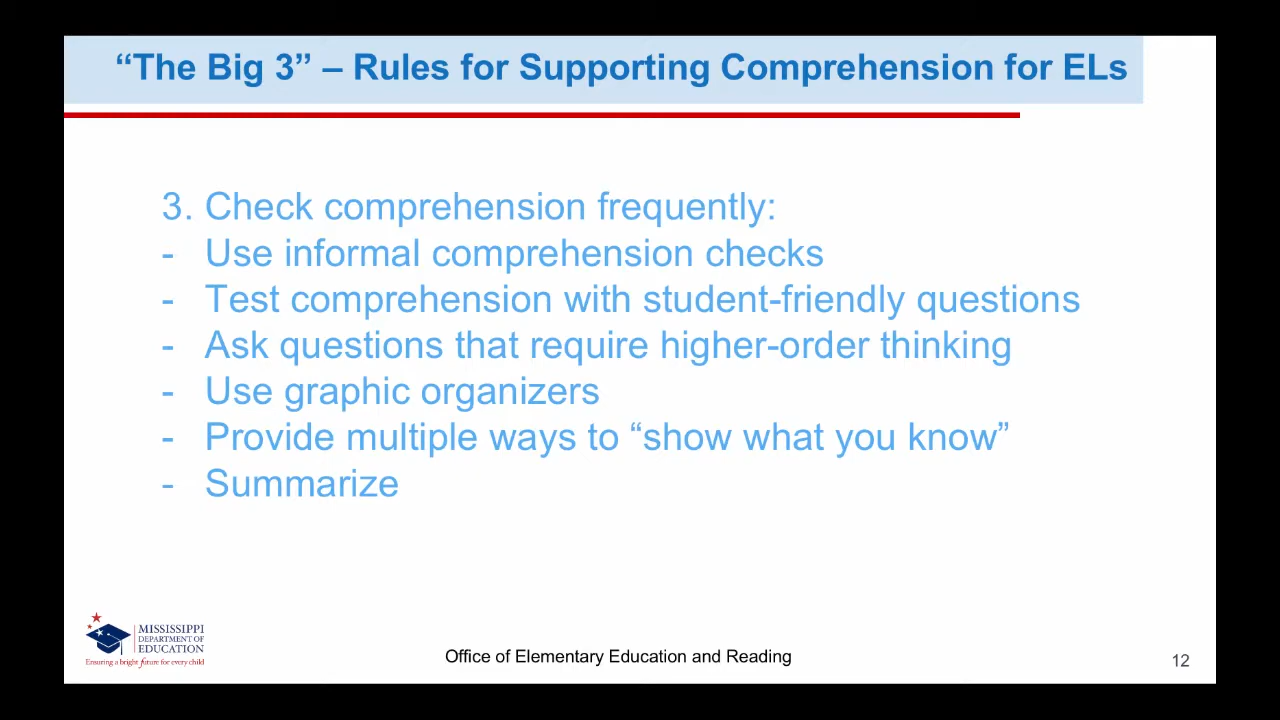 “The Big 3” – Rules for Supporting Comprehension for ELs
3. Check comprehension frequently:
- Use informal comprehension checks
- Test comprehension with student-friendly questions
- Ask questions that require higher-order thinking
- Use graphic organizers
- Provide multiple ways to “show what you know”
- Summarize
MISSISSIPPI
DEPARTMENT OF
EDUCATION
Ensuring a bright future for every child
Office of Elementary Education and Reading
12